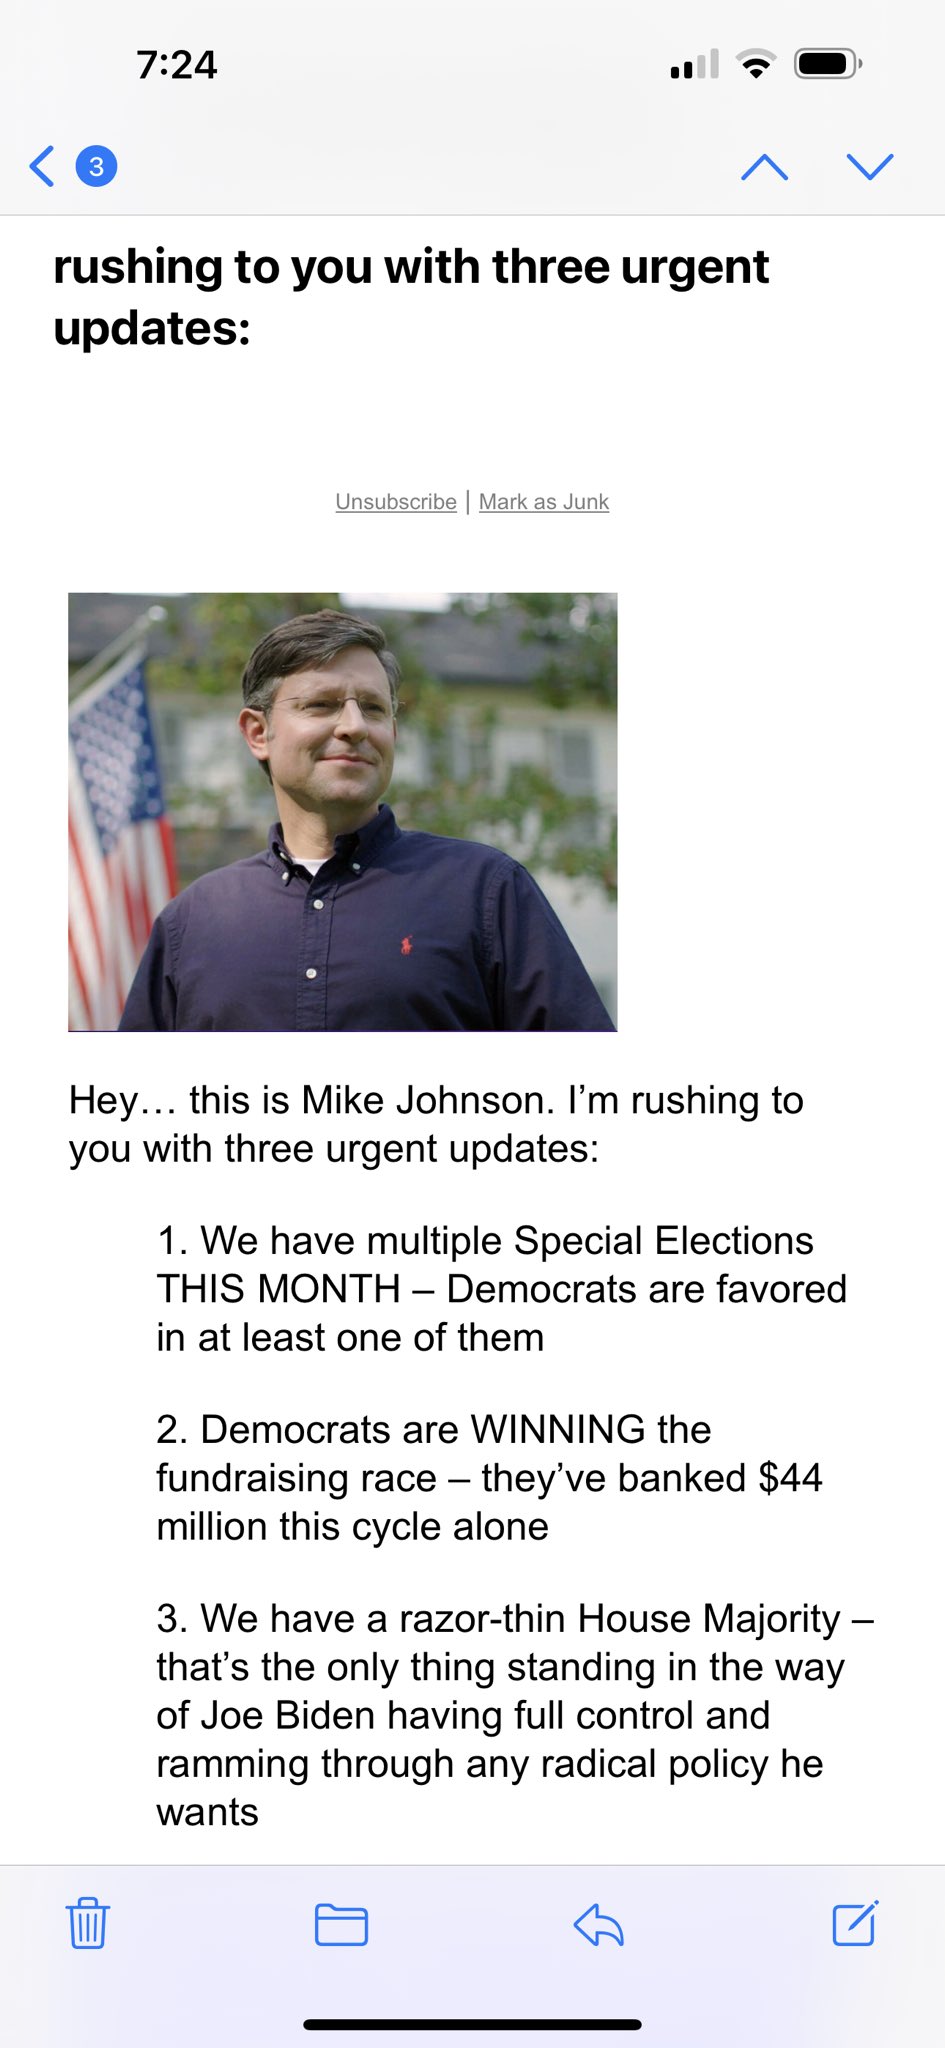 7:24
3
rushing to you with three urgent
updates:
Unsubscribe | Mark as Junk
Hey… this is Mike Johnson. I’m rushing to
you with three urgent updates:
1. We have multiple Special Elections
THIS MONTH – Democrats are favored
in at least one of them
2. Democrats are WINNING the
fundraising race – they’ve banked $44
million this cycle alone
3. We have a razor-thin House Majority –
that’s the only thing standing in the way
of Joe Biden having full control and
ramming through any radical policy he
wants